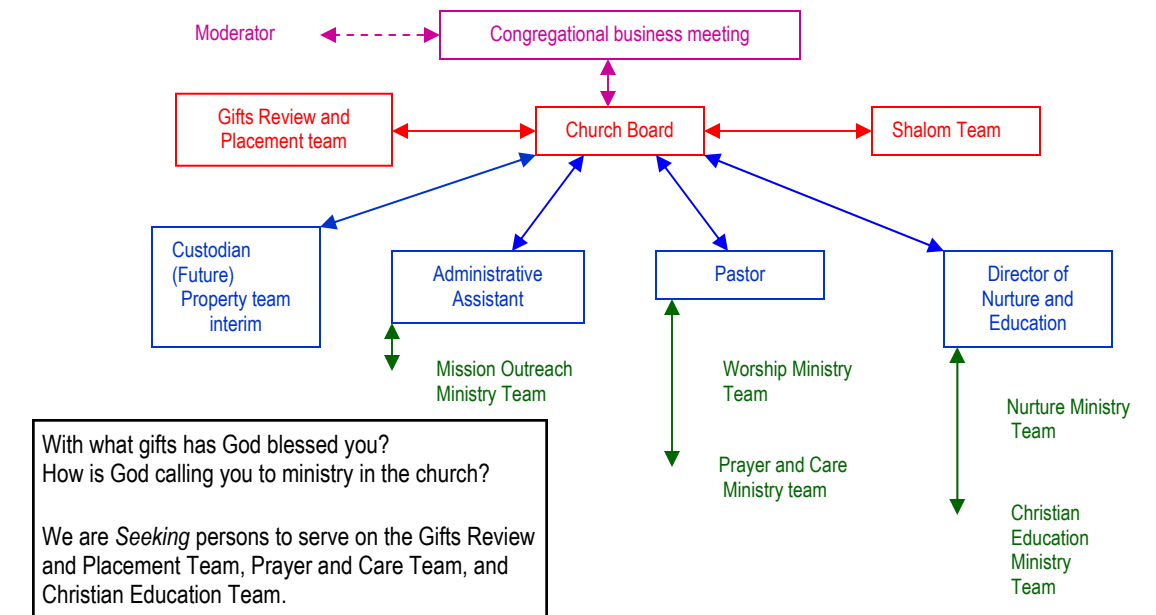 Moderator
Congregational business meeting
Gifts Review and
Placement team
Church Board
Shalom Team
Custodian
(Future)
Property team
interim
Administrative
Assistant
Pastor
Director of
Nurture and
Education
Mission Outreach
Ministry Team
Worship Ministry
Team
Nurture Ministry
Team
Prayer and Care
Ministry team
Christian
Education
Ministry
Team
With what gifts has God blessed you?
How is God calling you to ministry in the church?
We are Seeking persons to serve on the Gifts Review
and Placement Team, Prayer and Care Team, and
Christian Education Team.